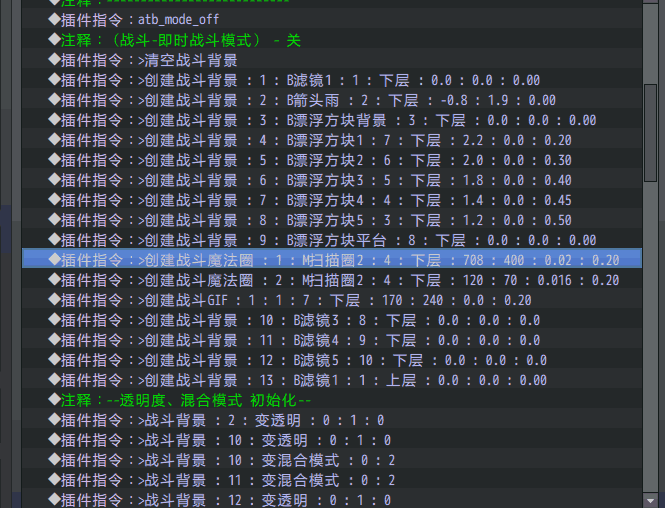 ◆注释：---------------------------
◆插件指令：atb_mode_off
◆注释：（战斗-即时战斗模式） - 关
◆插件指令：>清空战斗背景
◆插件指令：>创建战斗背景 : 1 : B滤镜1 : 1 : 下层 : 0.0 : 0.0 : 0.00
◆插件指令：>创建战斗背景 : 2 : B箭头雨 : 2 : 下层 : -0.8 : 1.9 : 0.00
◆插件指令：>创建战斗背景 : 3 : B漂浮方块背景 : 3 : 下层 : 0.0 : 0.0 : 0.00
◆插件指令：>创建战斗背景 : 4 : B漂浮方块1 : 7 : 下层 : 2.2 : 0.0 : 0.20
◆插件指令：>创建战斗背景 : 5 : B漂浮方块2 : 6 : 下层 : 2.0 : 0.0 : 0.30
◆插件指令：>创建战斗背景 : 6 : B漂浮方块3 : 5 : 下层 : 1.8 : 0.0 : 0.40
◆插件指令：>创建战斗背景 : 7 : B漂浮方块4 : 4 : 下层 : 1.4 : 0.0 : 0.45
◆插件指令：>创建战斗背景 : 8 : B漂浮方块5 : 3 : 下层 : 1.2 : 0.0 : 0.50
◆插件指令：>创建战斗背景 : 9 : B漂浮方块平台 : 8 : 下层 : 0.0 : 0.0 : 0.00
◆插件指令：>创建战斗魔法圈 : 1 : M扫描圈2 : 4 : 下层 : 708 : 400 : 0.02 : 0.20
◆插件指令：>创建战斗魔法圈 : 2 : M扫描圈2 : 4 : 下层 : 120 : 70 : 0.016 : 0.20
◆插件指令：>创建战斗GIF : 1 : 1 : 7 : 下层 : 170 : 240 : 0.0 : 0.20
◆插件指令：>创建战斗背景 : 10 : B滤镜3 : 8 : 下层 : 0.0 : 0.0 : 0.0
◆插件指令：>创建战斗背景 : 11 : B滤镜4 : 9 : 下层 : 0.0 : 0.0 : 0.0
◆插件指令：>创建战斗背景 : 12 : B滤镜5 : 10 : 下层 : 0.0 : 0.0 : 0.0
◆插件指令：>创建战斗背景 : 13 : B滤镜1 : 1 : 上层 : 0.0 : 0.0 : 0.00
◆注释：--透明度、混合模式 初始化--
◆插件指令：>战斗背景 : 2 : 变透明 : 0 : 1 : 0
◆插件指令：>战斗背景 : 10 : 变透明 : 0 : 1 : 0
◆插件指令：>战斗背景 : 10 : 变混合模式 : 0 : 2
◆插件指令：>战斗背景 : 11 : 变混合模式 : 0 : 2
◆插件指令：>战斗背景 : 12 : 变透明 : 0 : 1 : 0